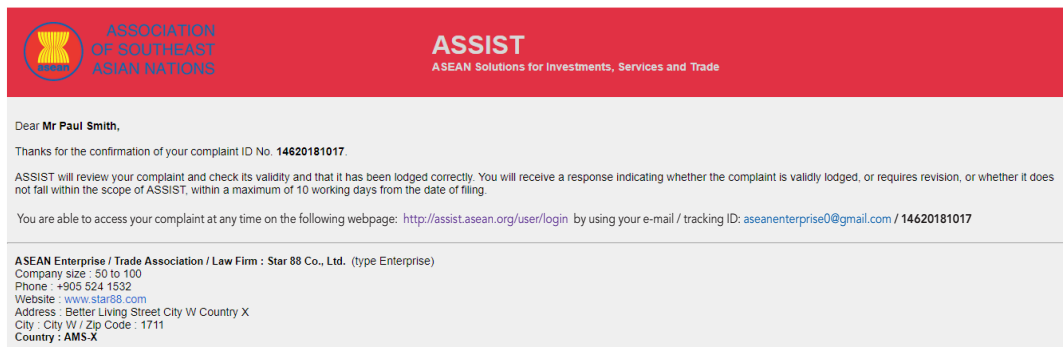 ASSOCIATION
OF SOUTHEAST
ASIAN NATIONS
asean
ASSIST
ASEAN Solutions for Investments, Services and Trade
Dear Mr Paul Smith,
Thanks for the confirmation of your complaint ID No. 14620181017.
ASSIST will review your complaint and check its validity and that it has been lodged correctly. You will receive a response indicating whether the complaint is validly lodged, or requires revision, or whether it does
not fall within the scope of ASSIST, within a maximum of 10 working days from the date of filing.
You are able to access your complaint at any time on the following webpage: http://assist.asean.org/user/login by using your e-mail / tracking ID: aseanenterprise0@gmail.com / 14620181017
ASEAN Enterprise / Trade Association / Law Firm : Star 88 Co., Ltd. (type Enterprise)
Company size : 50 to 100
Phone : +905 524 1532
Website : www.star88.com
Address : Better Living Street City W Country X
City : City W / Zip Code : 1711
Country : AMS-X